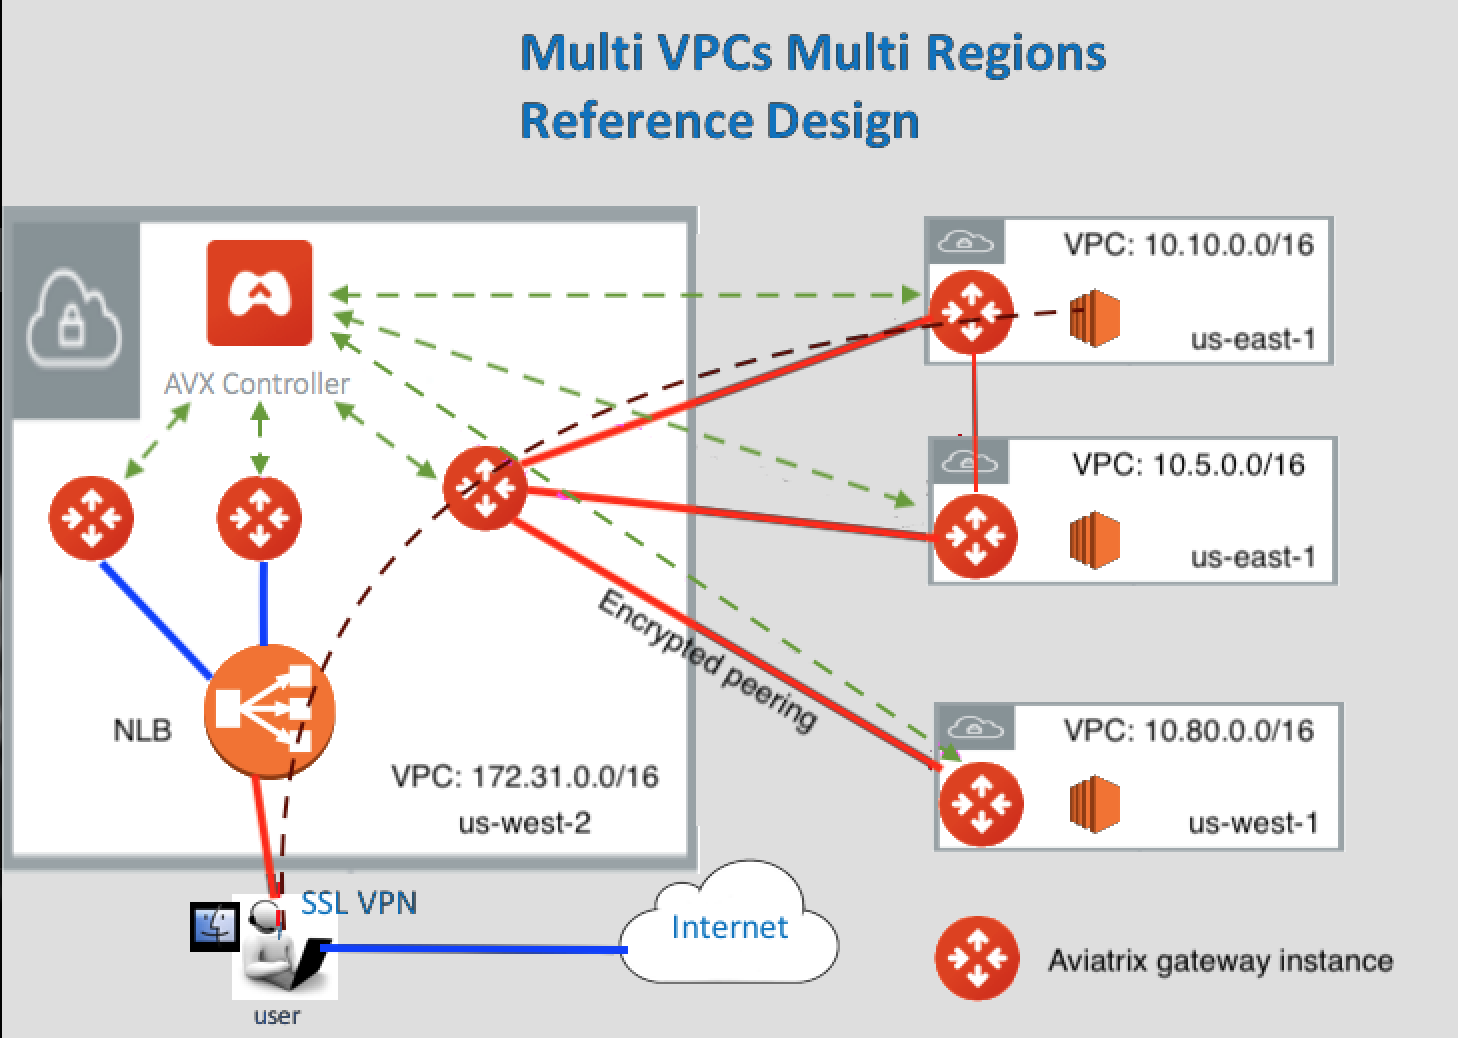 Multi VPCs Multi Regions
Reference Design
AVX Controller
NLB
VPC: 172.31.0.0/16
us-west-2
Encrypted peering
VPC: 10.10.0.0/16
us-east-1
VPC: 10.5.0.0/16
us-east-1
VPC: 10.80.0.0/16
us-west-1
SSL VPN
user
Internet
Aviatrix gateway instance